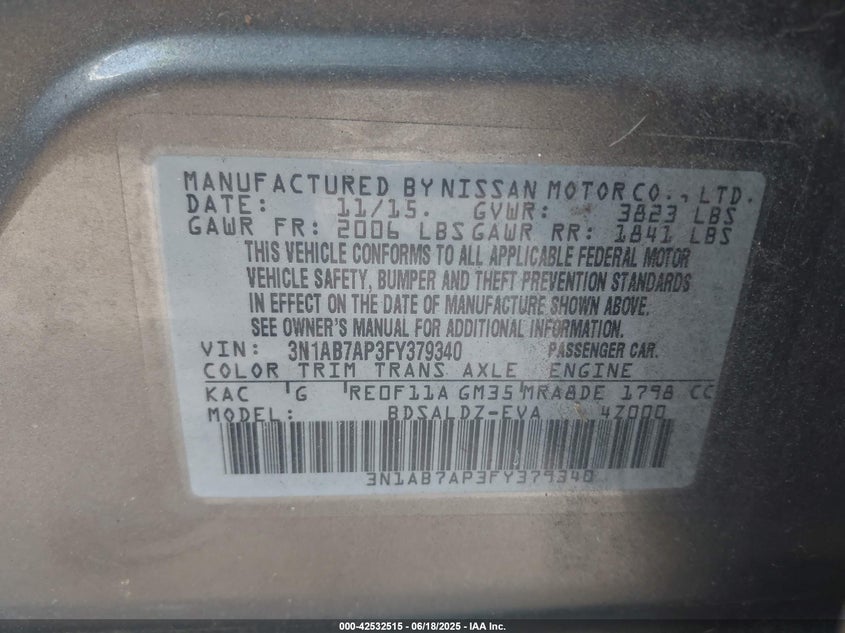 MANUFACTURED BY NISSAN MOTOR CO., LTD.
DATE: 11/15. GVWR: 3823 LBS
GAWR FR: 2006 LBS GAWR RR: 1841 LBS
THIS VEHICLE CONFORMS TO ALL APPLICABLE FEDERAL MOTOR
VEHICLE SAFETY, BUMPER AND THEFT PREVENTION STANDARDS
IN EFFECT ON THE DATE OF MANUFACTURE SHOWN ABOVE.
SEE OWNER'S MANUAL FOR ADDITIONAL INFORMATION.
VIN: 3N1AB7AP3FY379340 PASSENGER CAR.
COLOR TRIM TRANS AXLE ENGINE
KAC G RE0F11A GM35 MRA8DE 1798 CC
MODEL: BDSALDZ-EVA 4Z000
3N1AB7AP3FY379340
000-42532515 - 06/18/2025 - IAA Inc.